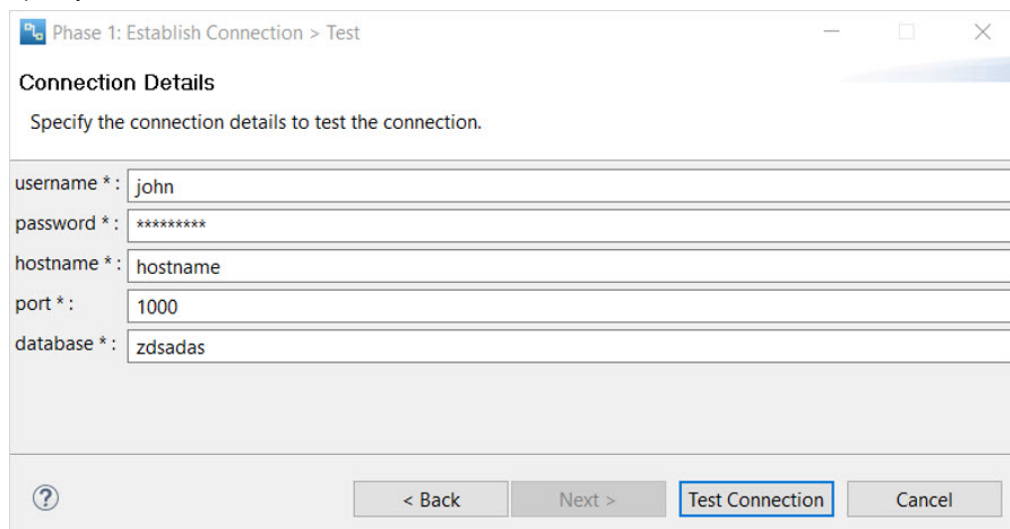 Phase 1: Establish Connection > Test
Connection Details
Specify the connection details to test the connection.
username * : john
password * : *********
hostname * : hostname
port * : 1000
database * : zdsadas
? < Back Next > Test Connection Cancel